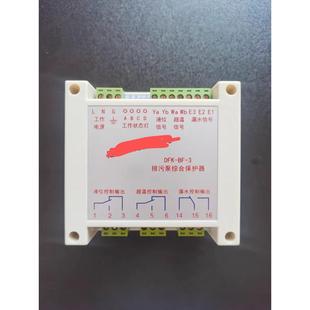 L N ⏚ O O O O Ya Yb Wa Wb E3 E2 E1
工作 A B C D 液位 超温 漏水信号
电源 工作状态灯 信号 信号
DFK-BF-3
排污泵综合保护器
液位控制输出 超温控制输出 漏水控制输出
1 2 3 4 5 6 14 15 16